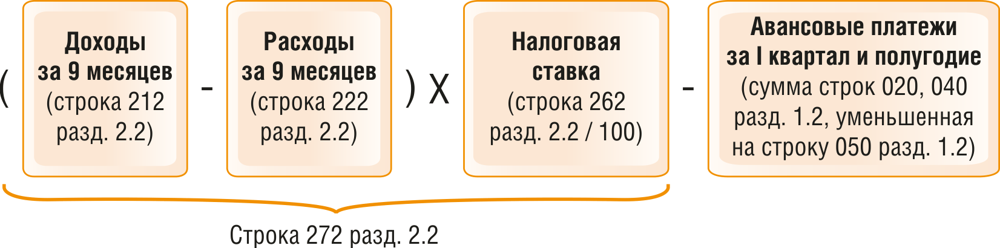 (
Доходы
за 9 месяцев
(строка 212
разд. 2.2)
-
Расходы
за 9 месяцев
(строка 222
разд. 2.2)
) X
Налоговая
ставка
(строка 262
разд. 2.2 / 100)
-
Авансовые платежи
за I квартал и полугодие
(сумма строк 020, 040
разд. 1.2, уменьшенная
на строку 050 разд. 1.2)
Строка 272 разд. 2.2